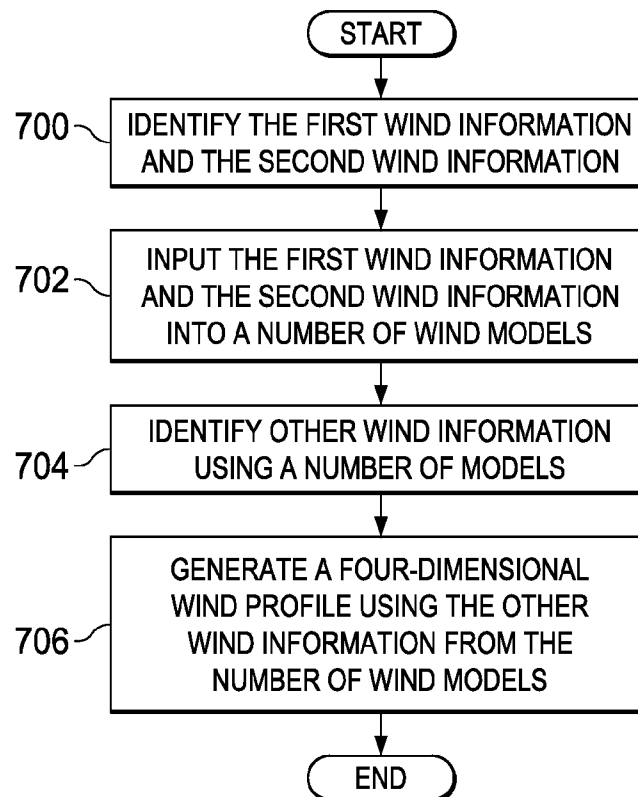 START
700
IDENTIFY THE FIRST WIND INFORMATION
AND THE SECOND WIND INFORMATION
702
INPUT THE FIRST WIND INFORMATION
AND THE SECOND WIND INFORMATION
INTO A NUMBER OF WIND MODELS
704
IDENTIFY OTHER WIND INFORMATION
USING A NUMBER OF MODELS
706
GENERATE A FOUR-DIMENSIONAL
WIND PROFILE USING THE OTHER
WIND INFORMATION FROM THE
NUMBER OF WIND MODELS
END